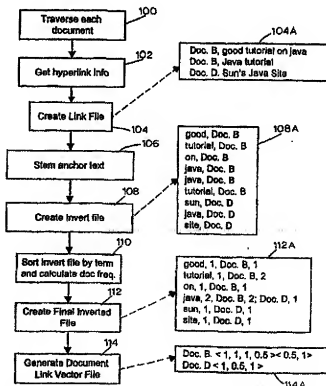 100
Traverse each
document
102
Get hyperlink info
104A
Doc. B, good tutorial on java
Doc. B, Java tutorial
Doc. D. Sun's Java Site
Create Link File
104
106
Stem anchor text
108A
good, Doc. B
tutorial, Doc. B
on, Doc. B
java, Doc. B
java, Doc. B
tutorial, Doc. B
sun, Doc. D
java, Doc. D
site, Doc. D
108
Create Invert file
110
Sort invert file by term
and calculate doc freq.
112A
good, 1, Doc. B, 1
tutorial, 1, Doc. B, 2
on, 1, Doc. B, 1
java, 2, Doc. B, 2; Doc. D, 1
sun, 1, Doc. D, 1
site, 1, Doc. D, 1
112
Create Final Inverted
File
114
Generate Document
Link Vector File
Doc. B. < 1, 1, 1, 0.5 >< 0.5, 1>
Doc. D < 1, 0.5, 1>
114A